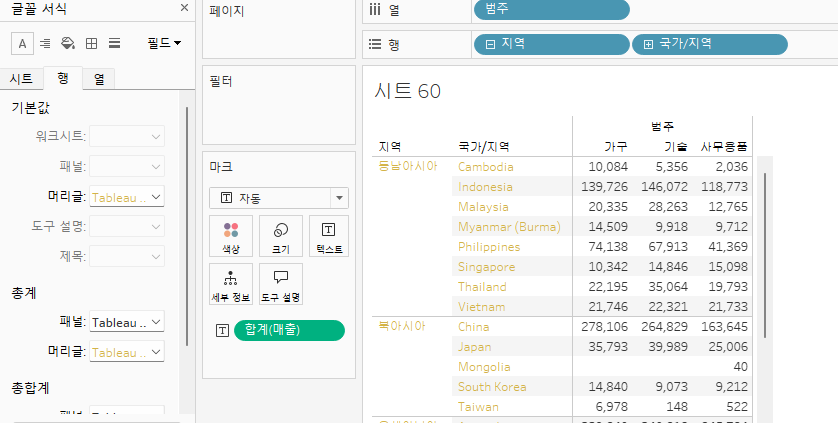 글꼴 서식
필드
시트 행 열
기본값
워크시트:
패널:
머리글: Tableau ..
도구 설명:
제목:
총계
패널: Tableau ..
머리글: Tableau ..
총합계
페이지
필터
마크
자동
색상 크기 텍스트
세부 정보 도구 설명
합계(매출)
열 범주
행 지역 국가/지역
시트 60
범주
지역 국가/지역 가구 기술 사무용품
동남아시아 Cambodia 10,084 5,356 2,036
Indonesia 139,726 146,072 118,773
Malaysia 20,335 28,263 12,765
Myanmar (Burma) 14,509 9,918 9,712
Philippines 74,138 67,913 41,369
Singapore 10,342 14,846 15,098
Thailand 22,195 35,064 19,793
Vietnam 21,746 22,321 21,733
북아시아 China 278,106 264,829 163,645
Japan 35,793 39,989 25,006
Mongolia 40
South Korea 14,840 9,073 9,212
Taiwan 6,978 148 522